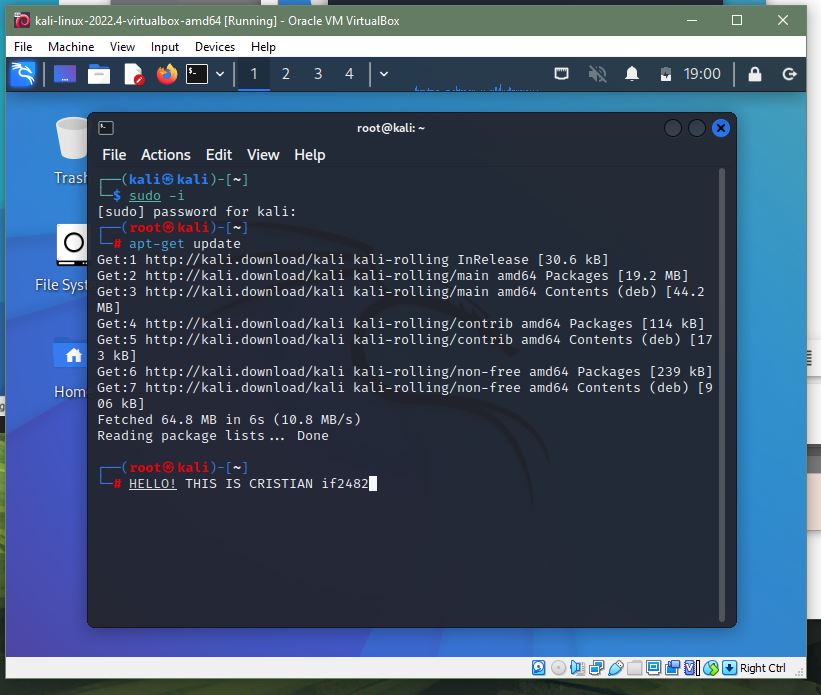 kali-linux-2022.4-virtualbox-amd64 [Running] - Oracle VM VirtualBox
File Machine View Input Devices Help
1 2 3 4 19:00
root@kali: ~
File Actions Edit View Help
Trash
File Syst
Home
┌──(kali㉿kali)-[~]
└─$ sudo -i
[sudo] password for kali:
┌──(root㉿kali)-[~]
└─# apt-get update
Get:1 http://kali.download/kali kali-rolling InRelease [30.6 kB]
Get:2 http://kali.download/kali kali-rolling/main amd64 Packages [19.2 MB]
Get:3 http://kali.download/kali kali-rolling/main amd64 Contents (deb) [44.2
MB]
Get:4 http://kali.download/kali kali-rolling/contrib amd64 Packages [114 kB]
Get:5 http://kali.download/kali kali-rolling/contrib amd64 Contents (deb) [17
3 kB]
Get:6 http://kali.download/kali kali-rolling/non-free amd64 Packages [239 kB]
Get:7 http://kali.download/kali kali-rolling/non-free amd64 Contents (deb) [9
06 kB]
Fetched 64.8 MB in 6s (10.8 MB/s)
Reading package lists... Done
┌──(root㉿kali)-[~]
└─# HELLO! THIS IS CRISTIAN if2482
Right Ctrl